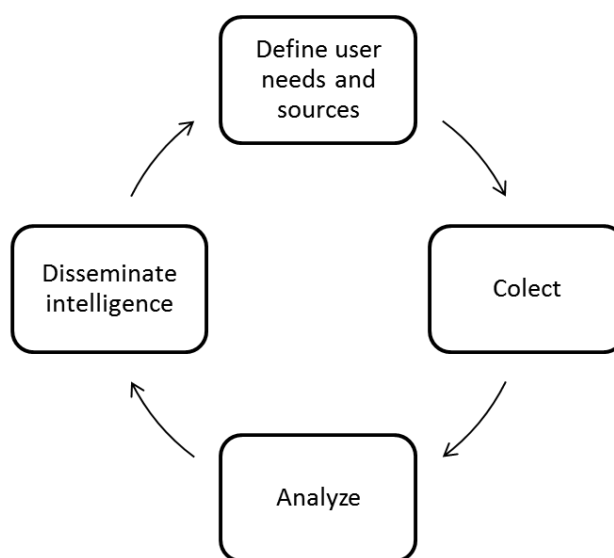 Define user
needs and
sources
Colect
Analyze
Disseminate
intelligence